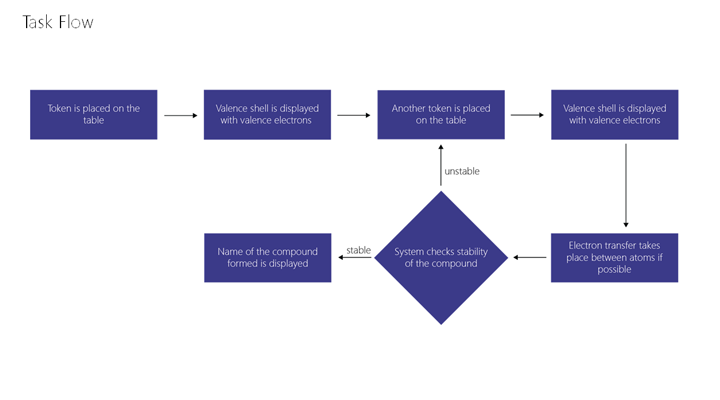 Task Flow
Token is placed on the
table
Valence shell is displayed
with valence electrons
Another token is placed
on the table
Valence shell is displayed
with valence electrons
unstable
Name of the compound
formed is displayed
stable
System checks stability
of the compound
Electron transfer takes
place between atoms if
possible